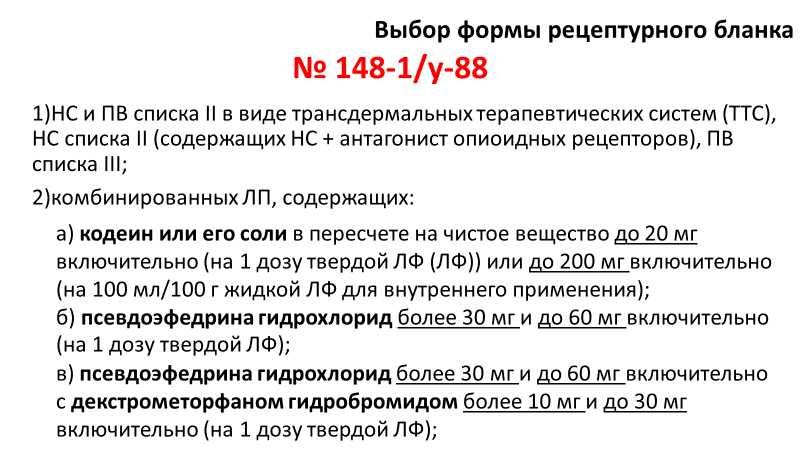 Выбор формы рецептурного бланка
№ 148-1/у-88
1)НС и ПВ списка II в виде трансдермальных терапевтических систем (ТТС),
НС списка II (содержащих НС + антагонист опиоидных рецепторов), ПВ
списка III;
2)комбинированных ЛП, содержащих:
а) кодеин или его соли в пересчете на чистое вещество до 20 мг
включительно (на 1 дозу твердой ЛФ (ЛФ)) или до 200 мг включительно
(на 100 мл/100 г жидкой ЛФ для внутреннего применения);
б) псевдоэфедрина гидрохлорид более 30 мг и до 60 мг включительно
(на 1 дозу твердой ЛФ);
в) псевдоэфедрина гидрохлорид более 30 мг и до 60 мг включительно
с декстрометорфаном гидробромидом более 10 мг и до 30 мг
включительно (на 1 дозу твердой ЛФ);